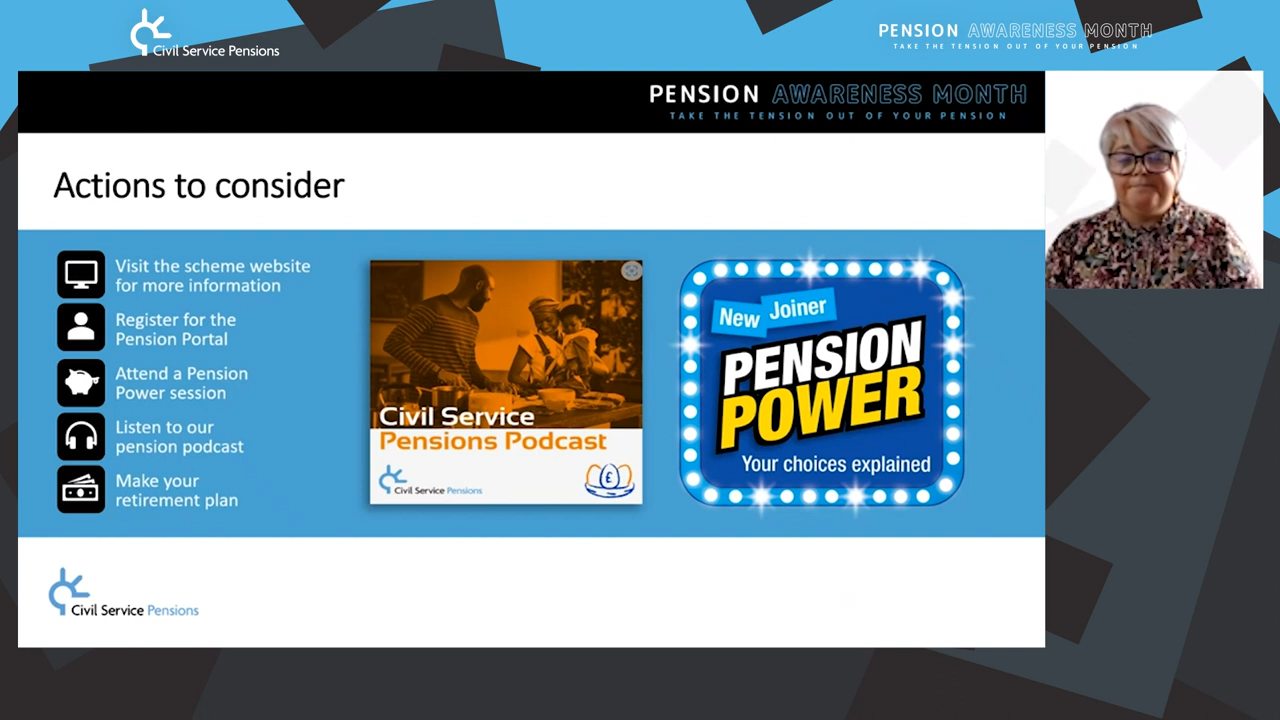 Civil Service Pensions
PENSION AWARENESS MONTH
TAKE THE TENSION OUT OF YOUR PENSION
PENSION AWARENESS MONTH
TAKE THE TENSION OUT OF YOUR PENSION
Actions to consider
Visit the scheme website
for more information
Register for the
Pension Portal
Attend a Pension
Power session
Listen to our
pension podcast
Make your
retirement plan
Civil Service
Pensions Podcast
Civil Service Pensions
£
New Joiner
PENSION
POWER
Your choices explained
Civil Service Pensions